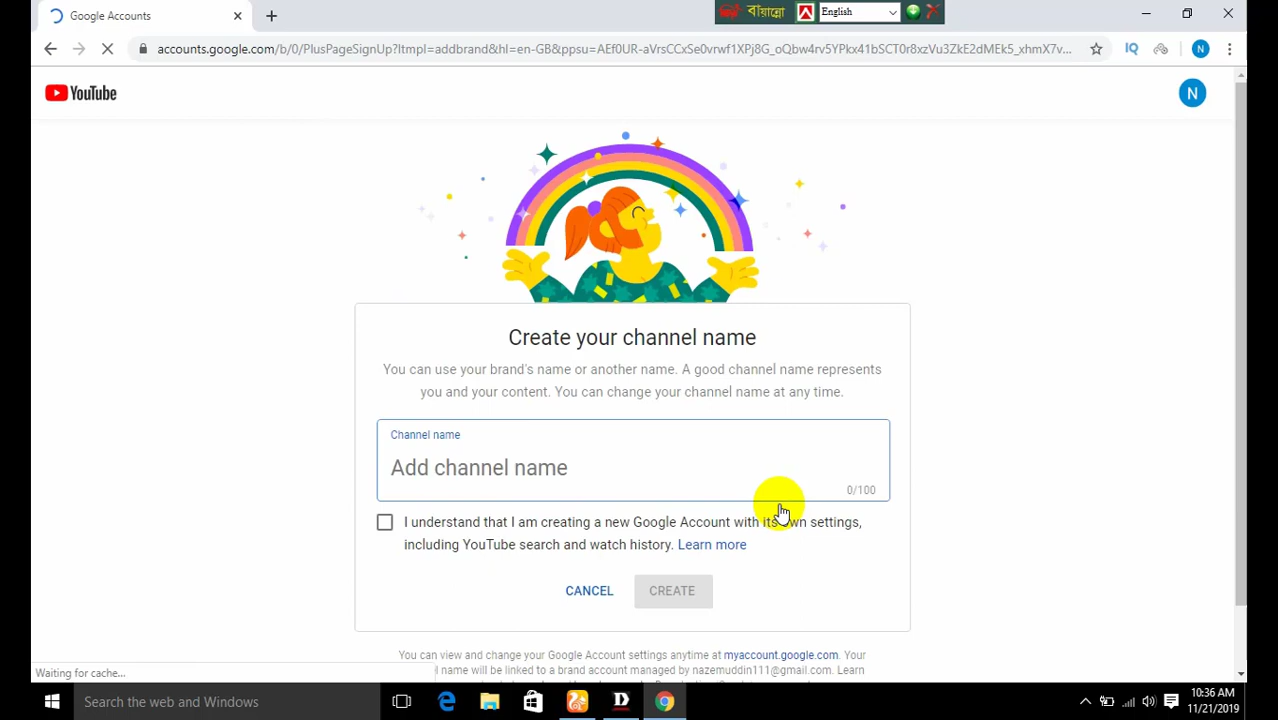 Google Accounts
বায়ান্নো
English
accounts.google.com/b/0/PlusPageSignUp?ltmpl=addbrand&hl=en-GB&ppsu=AEf0UR-aVrsCCxSe0vrwf1XPj8G_oQbw4rv5YPkx41bSCT0r8xzVu3ZkE2dMEk5_xhmX7v...
IQ
N
YouTube
N
Create your channel name
You can use your brand's name or another name. A good channel name represents
you and your content. You can change your channel name at any time.
Channel name
Add channel name
0/100
I understand that I am creating a new Google Account with its own settings,
including YouTube search and watch history. Learn more
CANCEL
CREATE
You can view and change your Google Account settings anytime at myaccount.google.com. Your
l name will be linked to a brand account managed by nazemuddin111@gmail.com. Learn
Waiting for cache...
Search the web and Windows
D
10:36 AM
11/21/2019